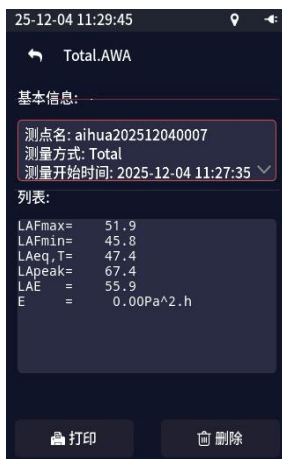 25-12-04 11:29:45
Total.AWA
基本信息:
测点名: aihua202512040007
测量方式: Total
测量开始时间: 2025-12-04 11:27:35
列表:
LAFmax= 51.9
LAFmin= 45.8
LAeq,T= 47.4
LApeak= 67.4
LAE = 55.9
E = 0.00Pa^2.h
打印 删除